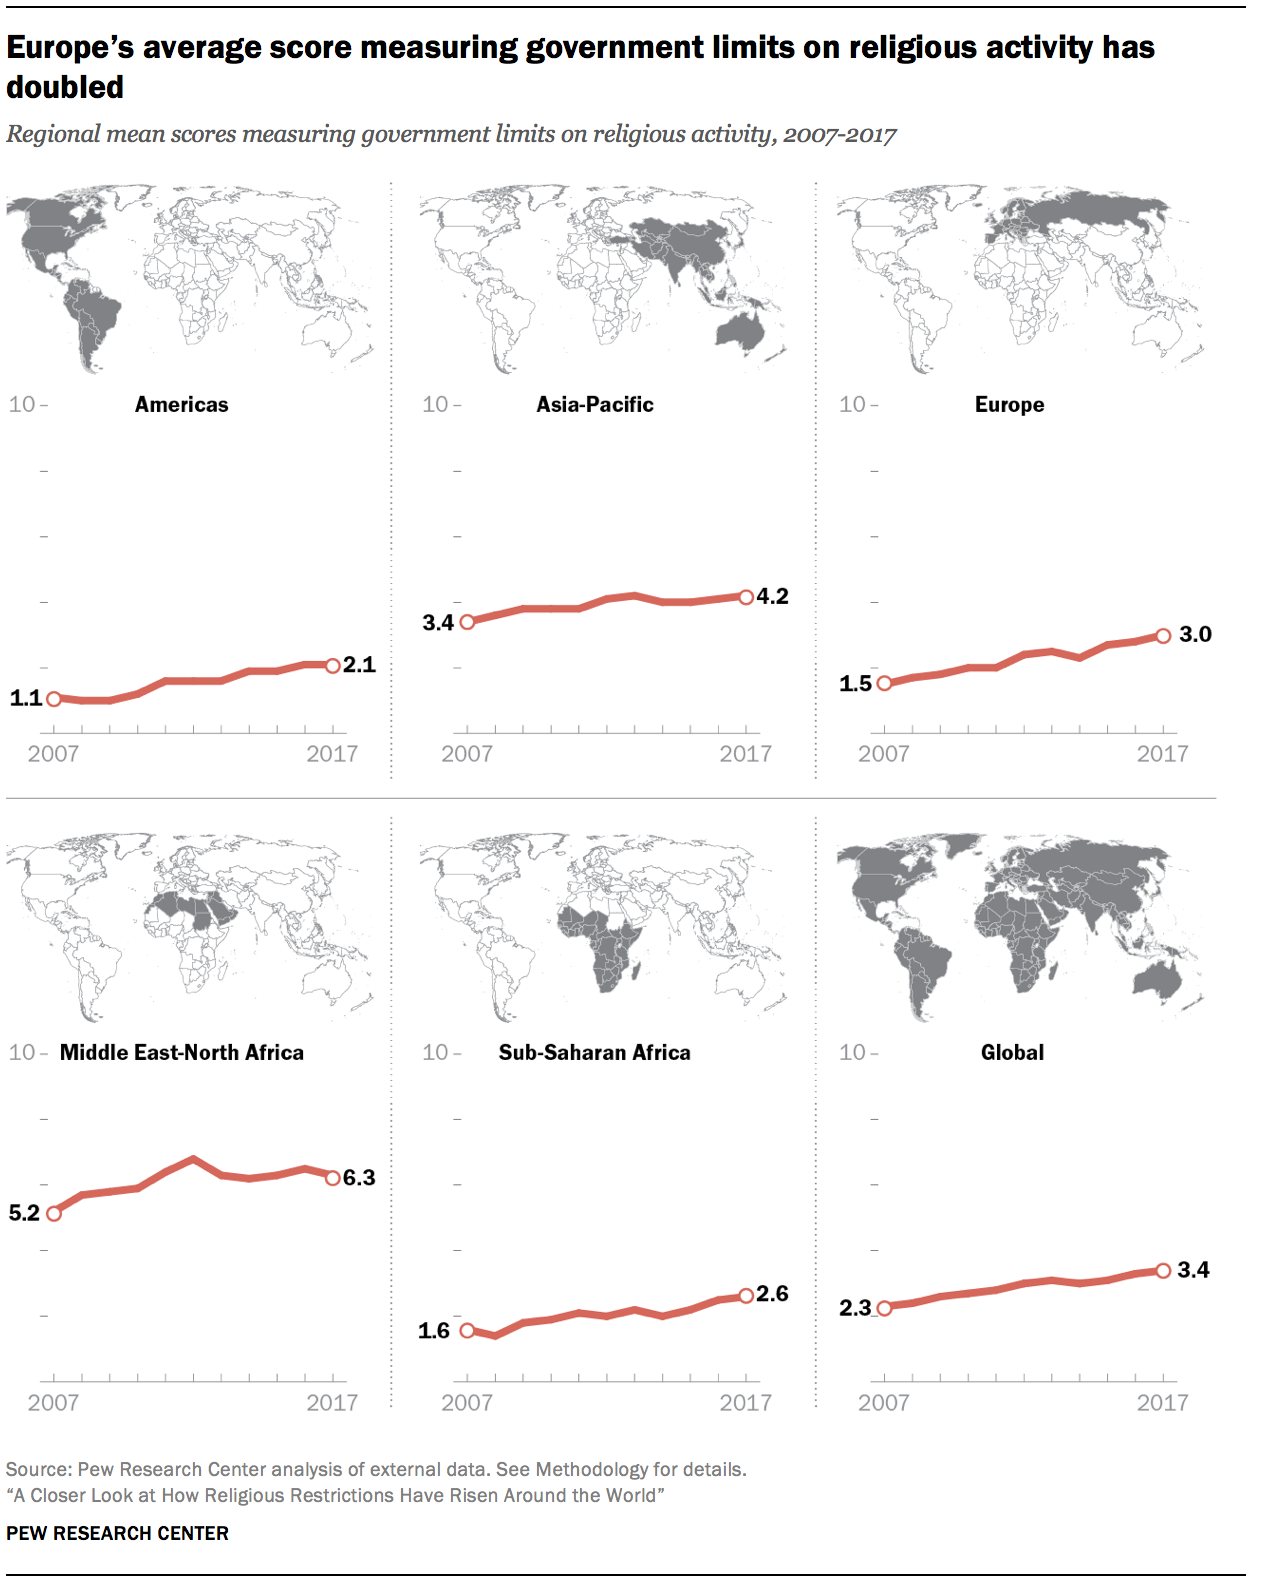 Europe’s average score measuring government limits on religious activity has
doubled
Regional mean scores measuring government limits on religious activity, 2007-2017
10
Americas
1.1
2.1
2007
2017
10
Asia-Pacific
3.4
4.2
2007
2017
10
Europe
1.5
3.0
2007
2017
10
Middle East-North Africa
5.2
6.3
2007
2017
10
Sub-Saharan Africa
1.6
2.6
2007
2017
10
Global
2.3
3.4
2007
2017
Source: Pew Research Center analysis of external data. See Methodology for details.
“A Closer Look at How Religious Restrictions Have Risen Around the World”
PEW RESEARCH CENTER